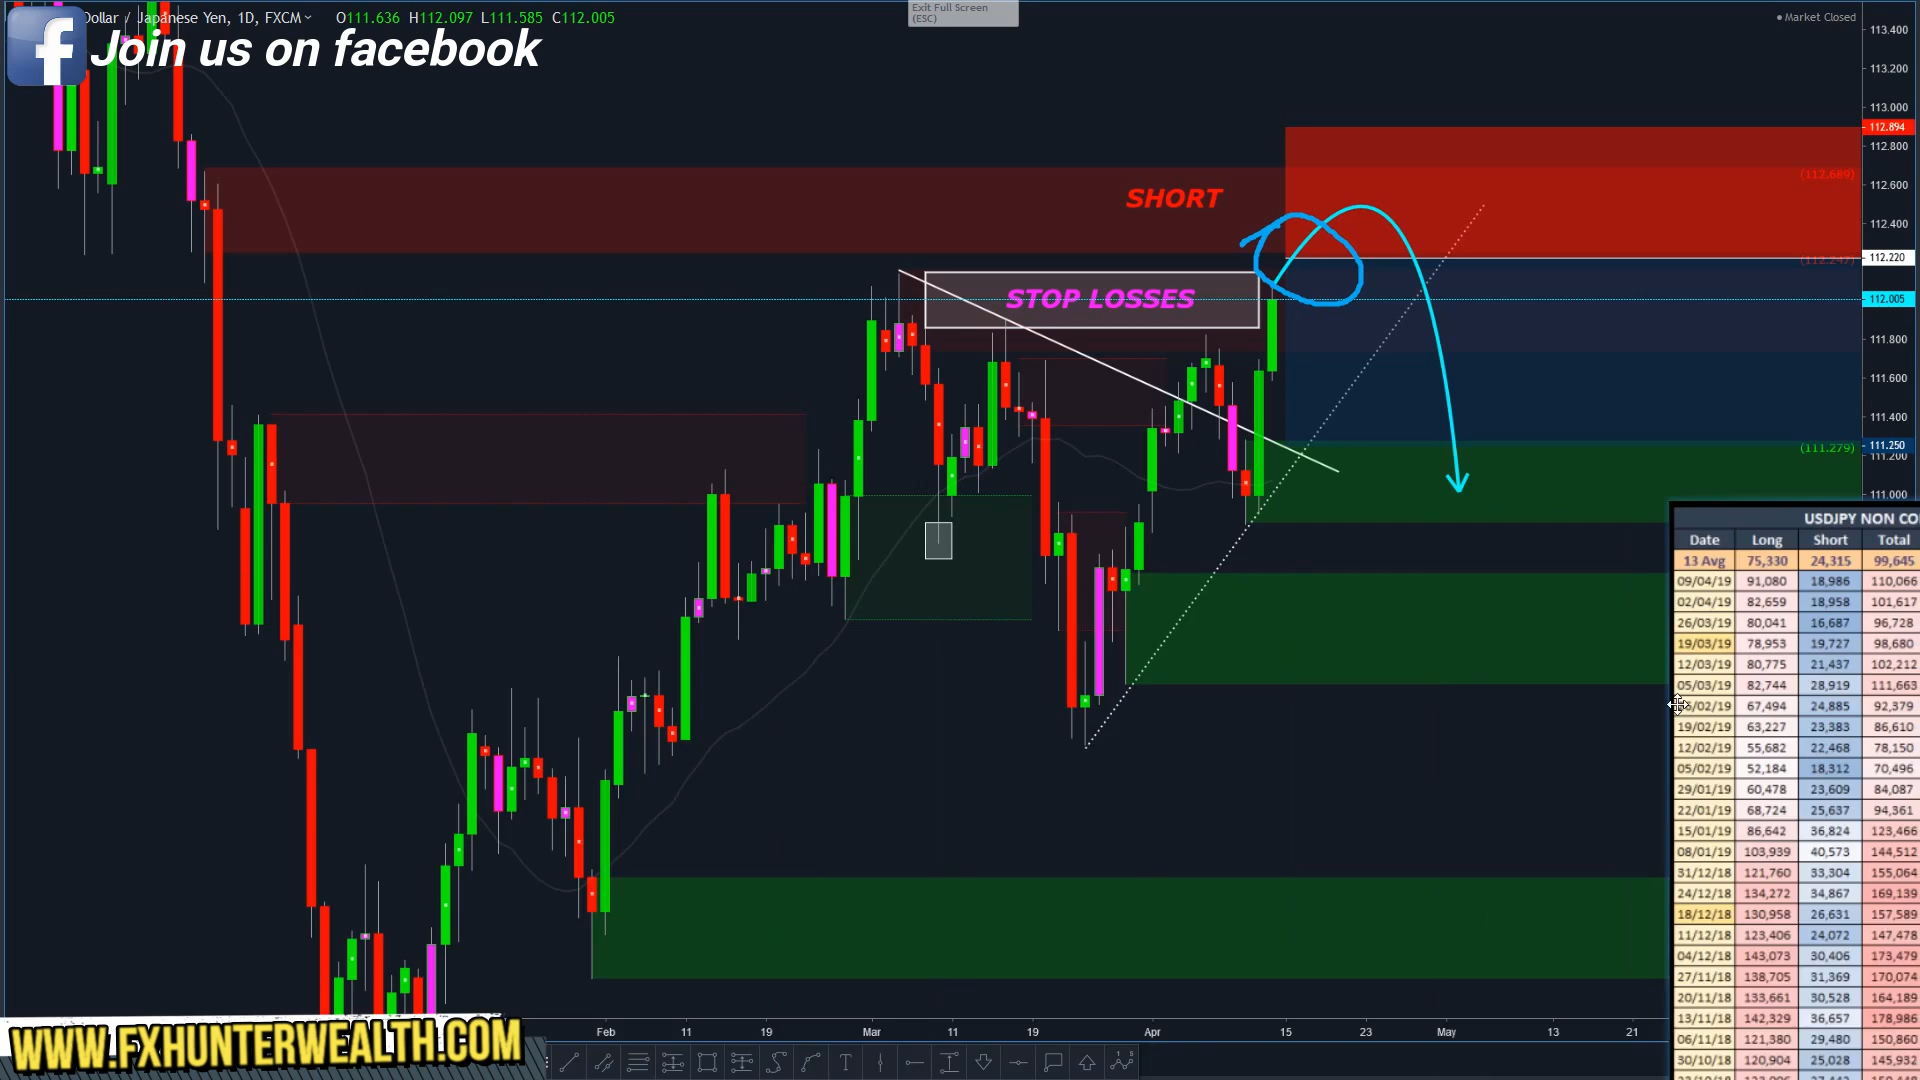 Dollar / Japanese Yen, 1D, FXCM O111.636 H112.097 L111.585 C112.005
Exit Full Screen
(ESC)
Market Closed
f Join us on facebook
113.400
113.200
113.000
112.894
112.800
(112.689)
112.600
SHORT
112.400
112.220
STOP LOSSES
112.005
111.800
111.600
111.400
(111.279)
111.250
111.200
111.000
USDJPY NON CO
Date Long Short Total
13 Avg 75,330 24,315 99,645
09/04/19 91,080 18,986 110,066
02/04/19 82,659 18,958 101,617
26/03/19 80,041 16,687 96,728
19/03/19 78,953 19,727 98,680
12/03/19 80,775 21,437 102,212
05/03/19 82,744 28,919 111,663
/02/19 67,494 24,885 92,379
19/02/19 63,227 23,383 86,610
12/02/19 55,682 22,468 78,150
05/02/19 52,184 18,312 70,496
29/01/19 60,478 23,609 84,087
22/01/19 68,724 25,637 94,361
15/01/19 86,642 36,824 123,466
08/01/19 103,939 40,573 144,512
31/12/18 121,760 33,304 155,064
24/12/18 134,272 34,867 169,139
18/12/18 130,958 26,631 157,589
11/12/18 123,406 24,072 147,478
04/12/18 143,073 30,406 173,479
27/11/18 138,705 31,369 170,074
20/11/18 133,661 30,528 164,189
13/11/18 142,329 36,657 178,986
06/11/18 121,380 29,480 150,860
30/10/18 120,904 25,028 145,932
Feb 11 19 Mar 11 19 Apr 15 23 May 13 21
WWW.FXHUNTERWEALTH.COM